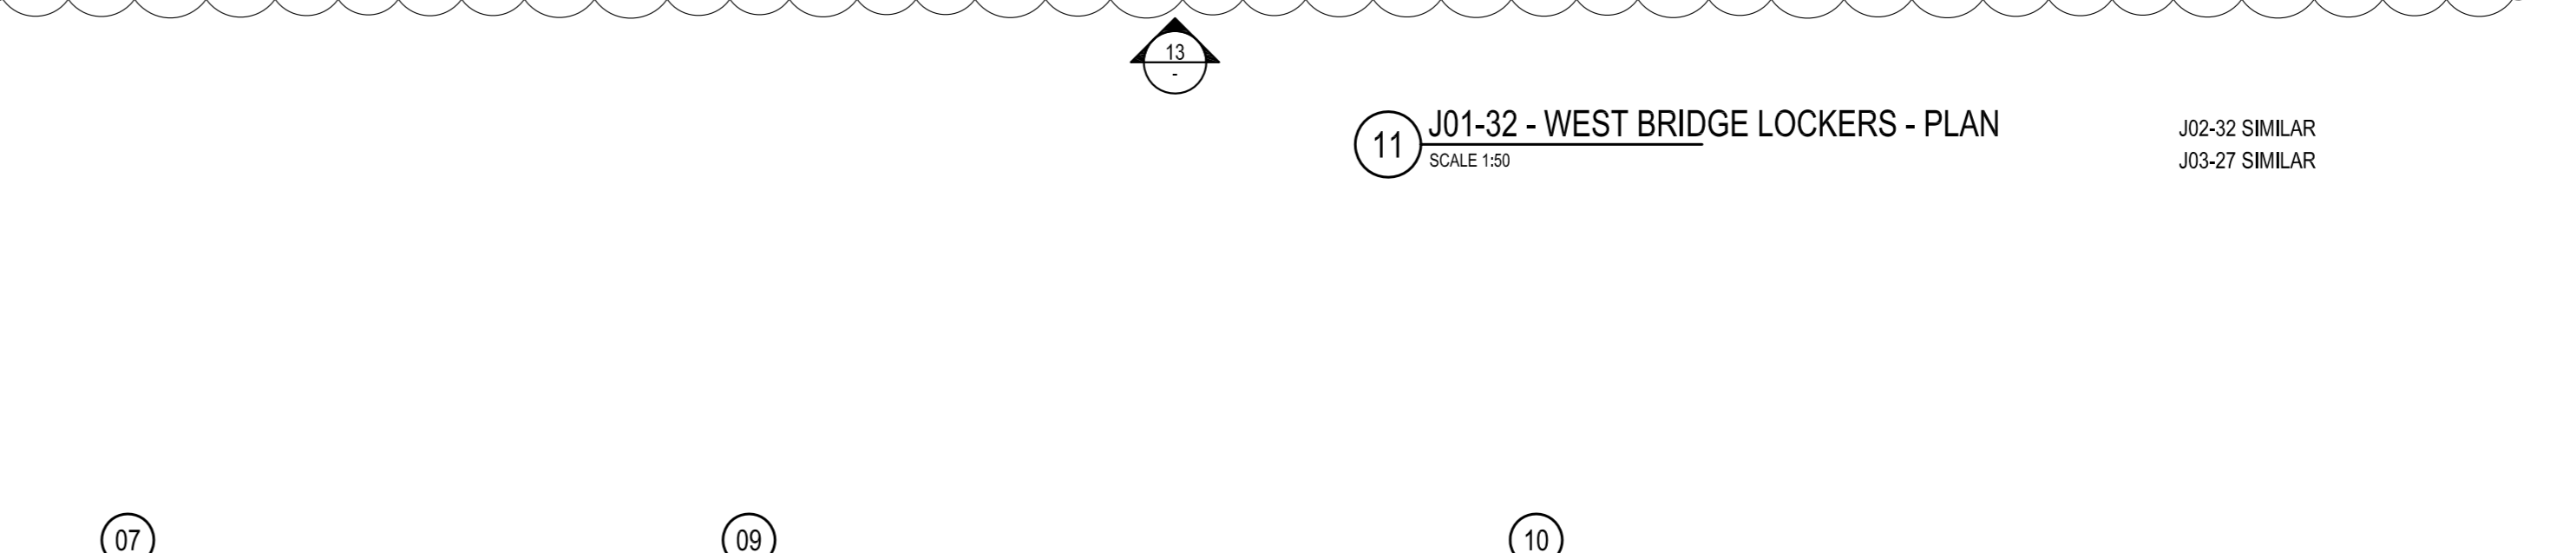 13
-
11
J01-32 - WEST BRIDGE LOCKERS - PLAN
SCALE 1:50
J02-32 SIMILAR
J03-27 SIMILAR
07
09
10